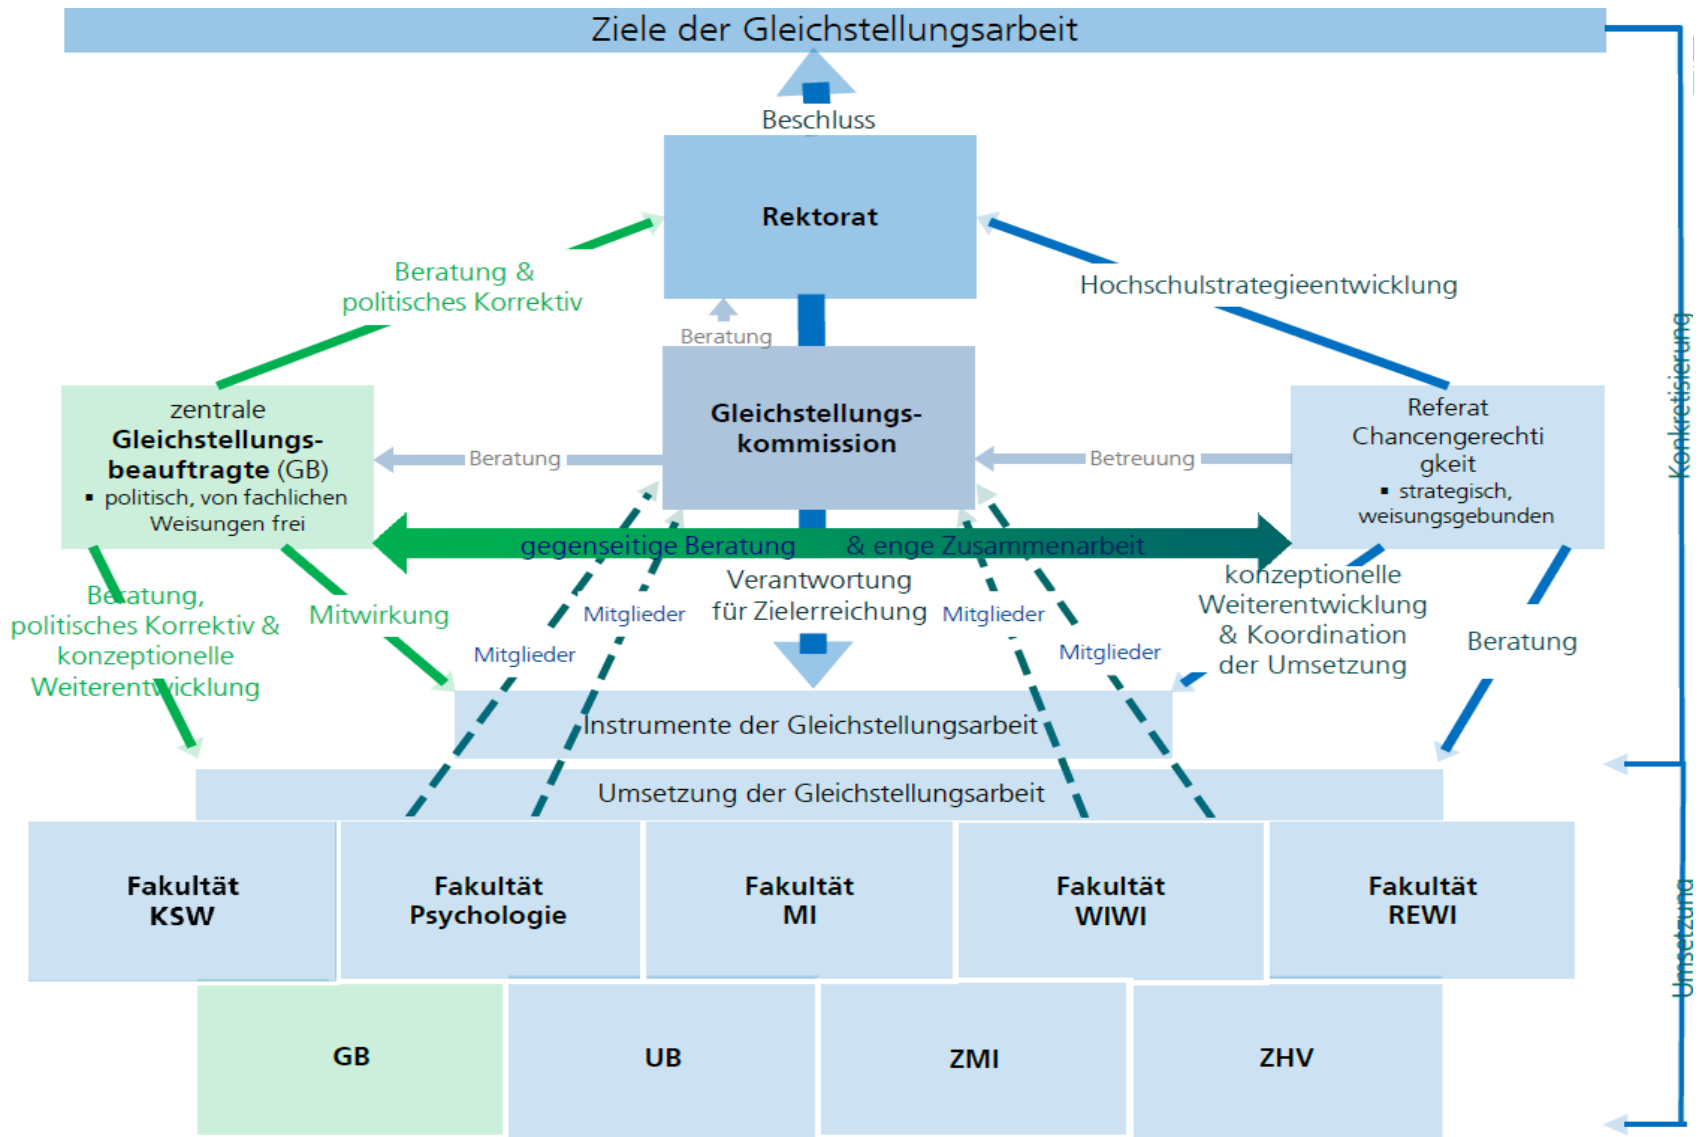 Ziele der Gleichstellungsarbeit
Beschluss
Rektorat
Beratung &
politisches Korrektiv
Hochschulstrategieentwicklung
Beratung
zentrale
Gleichstellungs-
beauftragte (GB)
▪ politisch, von fachlichen
Weisungen frei
Beratung
Gleichstellungs-
kommission
Betreuung
Referat
Chancengerechti
gkeit
▪ strategisch,
weisungsgebunden
Konkretisierung
gegenseitige Beratung & enge Zusammenarbeit
Beratung,
politisches Korrektiv &
konzeptionelle
Weiterentwicklung
Mitwirkung
Mitglieder
Mitglieder
Verantwortung
für Zielerreichung
Mitglieder
Mitglieder
konzeptionelle
Weiterentwicklung
& Koordination
der Umsetzung
Beratung
Instrumente der Gleichstellungsarbeit
Umsetzung der Gleichstellungsarbeit
Fakultät
KSW
Fakultät
Psychologie
Fakultät
MI
Fakultät
WIWI
Fakultät
REWI
Umsetzung
GB
UB
ZMI
ZHV